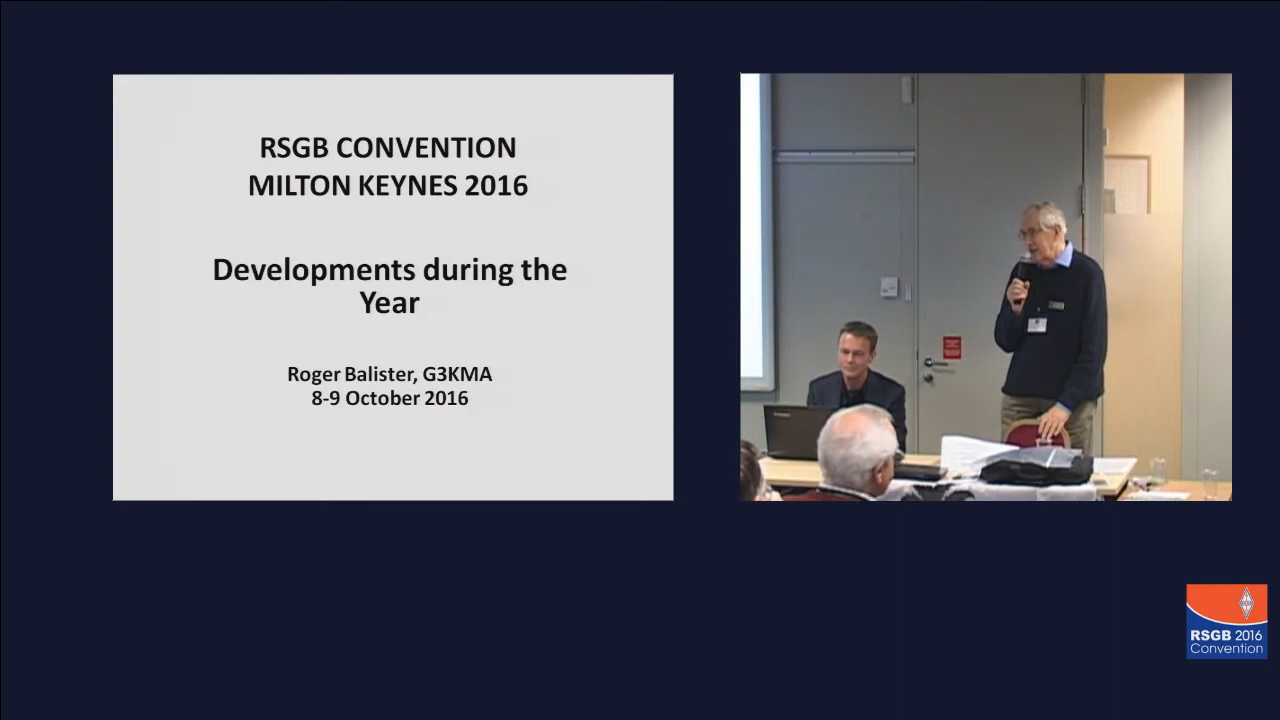 RSGB CONVENTION
MILTON KEYNES 2016
Developments during the
Year
Roger Balister, G3KMA
8-9 October 2016
RSGB 2016
Convention